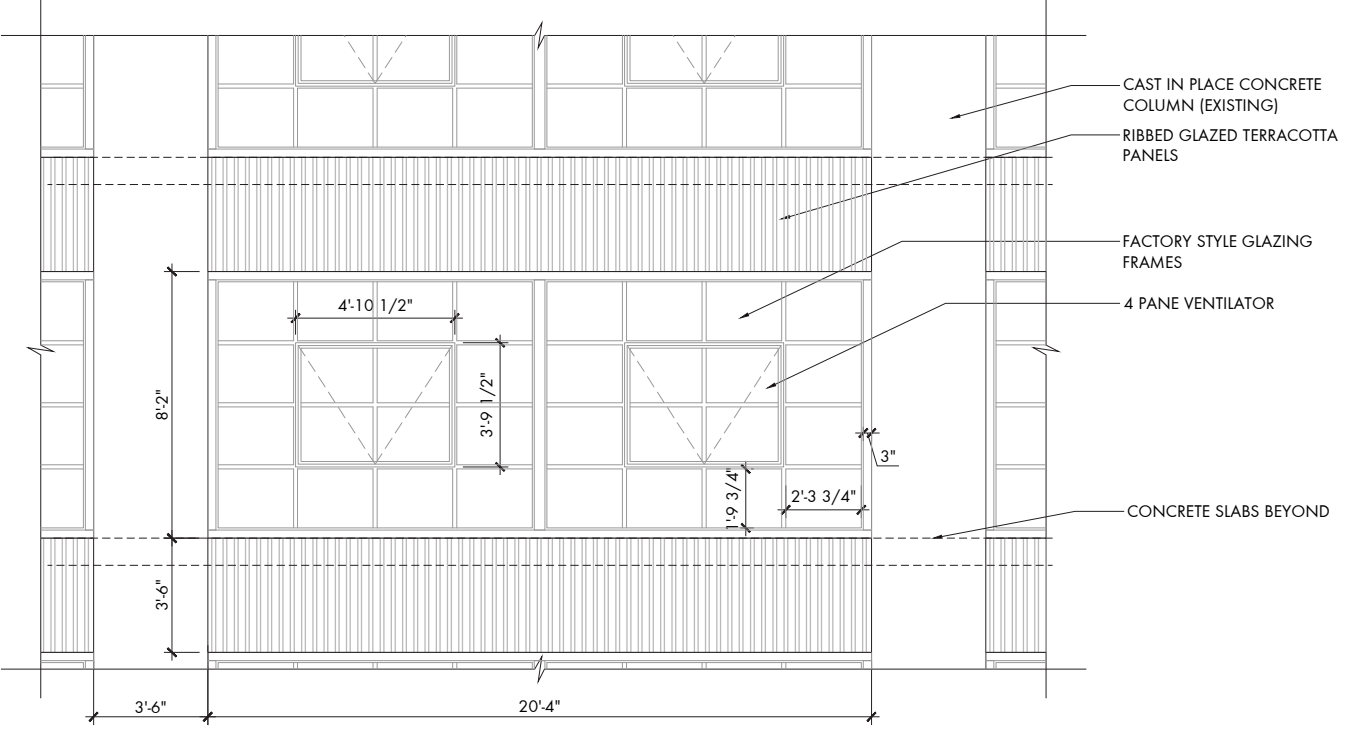 CAST IN PLACE CONCRETE
COLUMN (EXISTING)
RIBBED GLAZED TERRACOTTA
PANELS
FACTORY STYLE GLAZING
FRAMES
4'-10 1/2"
4 PANE VENTILATOR
8'-2"
3'-9 1/2"
3"
1'-9 3/4"
2'-3 3/4"
CONCRETE SLABS BEYOND
3'-6"
3'-6"
20'-4"